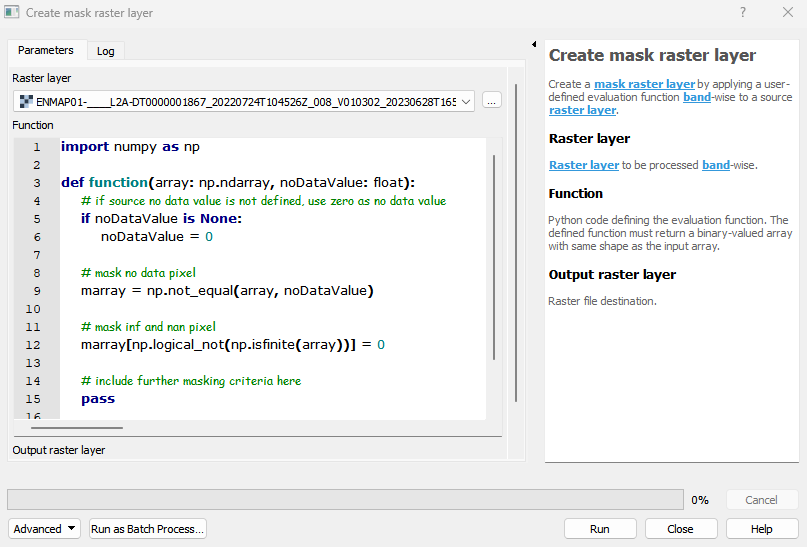 Create mask raster layer
? ×
Parameters Log
Raster layer
ENMAP01-____L2A-DT0000001867_20220724T104526Z_008_V010302_20230628T165
...
Function
1 import numpy as np
2
3 def function(array: np.ndarray, noDataValue: float):
4 # if source no data value is not defined, use zero as no data value
5 if noDataValue is None:
6 noDataValue = 0
7
8 # mask no data pixel
9 marray = np.not_equal(array, noDataValue)
10
11 # mask inf and nan pixel
12 marray[np.logical_not(np.isfinite(array))] = 0
13
14 # include further masking criteria here
15 pass
16
Output raster layer
Create mask raster layer
Create a mask raster layer by applying a user-
defined evaluation function band-wise to a source
raster layer.
Raster layer
Raster layer to be processed band-wise.
Function
Python code defining the evaluation function. The
defined function must return a binary-valued array
with same shape as the input array.
Output raster layer
Raster file destination.
0% Cancel
Advanced Run as Batch Process... Run Close Help